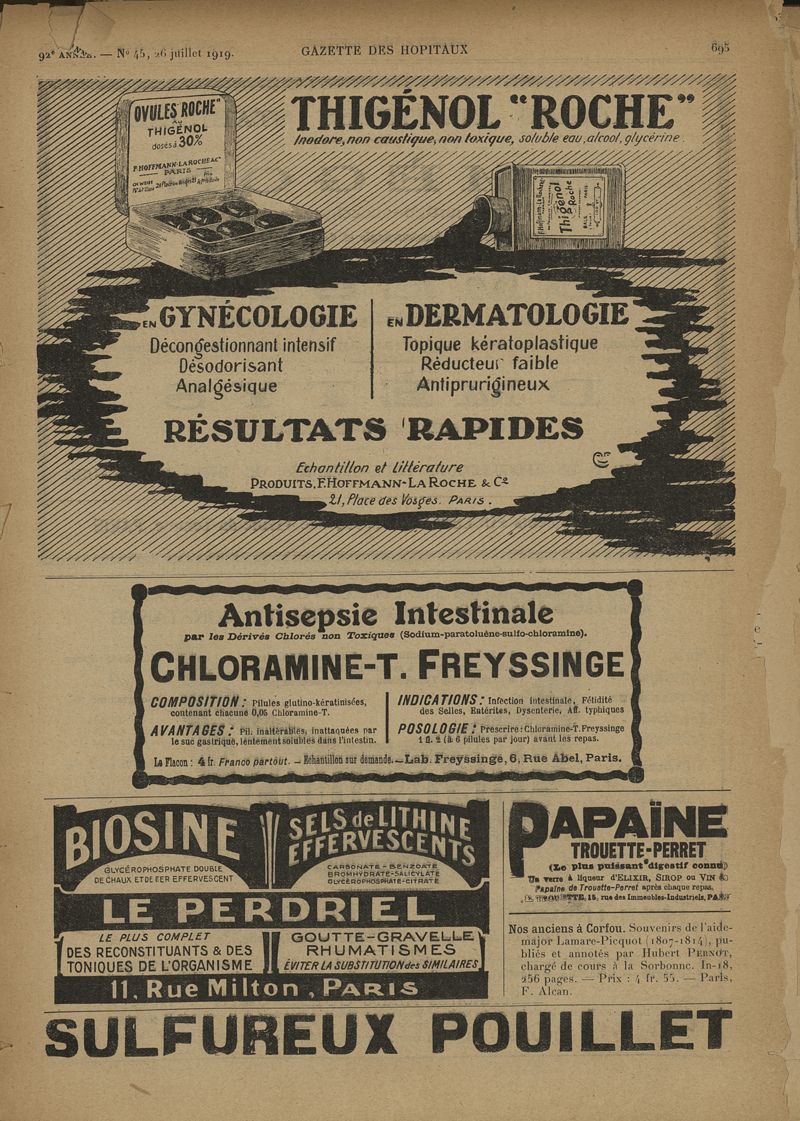 92e ANNÉE. — No 45, 26 juillet 1919.
GAZETTE DES HOPITAUX
695
OVULES "ROCHE"
AU
THIGÉNOL
dosés à 30%
F. HOFFMANN-LA ROCHE & Co
PARIS
THIGÉNOL "ROCHE"
Inodore, non caustique, non toxique, soluble eau, alcool, glycérine.
Thigénol
Roche
EN GYNÉCOLOGIE
Décongestionnant intensif
Désodorisant
Analgésique
EN DERMATOLOGIE
Topique kératoplastique
Réducteur faible
Antiprurigineux
RÉSULTATS RAPIDES
Echantillon et Littérature
PRODUITS, F. HOFFMANN-LA ROCHE & Co
21, Place des Vosges. PARIS.
Antisepsie Intestinale
par les Dérivés Chlorés non Toxiques (Sodium-paratoluène-sulfo-chloramine).
CHLORAMINE-T. FREYSSINGE
COMPOSITION : Pilules glutino-kératinisées,
contenant chacune 0,05 Chloramine-T.
AVANTAGES : Pil. inaltérables, inattaquées par
le suc gastrique, lentement solubles dans l'intestin.
INDICATIONS : Infection intestinale, Fétidité
des Selles, Entérites, Dysenterie, Aff. typhiques
POSOLOGIE : Prescrire : Chloramine-T. Freyssinge
1 fl. 2 (à 6 pilules par jour) avant les repas.
Le Flacon : 4 fr. Franco partout. — Echantillon sur demande. — Lab. Freyssinge, 6, Rue Abel, Paris.
BIOSINE
GLYCÉROPHOSPHATE DOUBLE
DE CHAUX ET DE FER EFFERVESCENT
SELS de LITHINE
EFFERVESCENTS
CARBONATE - BENZOATE
BROMHYDRATE - SALICYLATE
GLYCÉROPHOSPHATE - CITRATE
LE PERDRIEL
LE PLUS COMPLET
DES RECONSTITUANTS & DES
TONIQUES DE L'ORGANISME
GOUTTE - GRAVELLE
RHUMATISMES
ÉVITER LA SUBSTITUTION des SIMILAIRES
11, Rue Milton, PARIS
PAPAÏNE
TROUETTE-PERRET
(Le plus puissant digestif connu)
Un verre à liqueur d'ELIXIR, SIROP ou VIN de
Papaïne de Trouette-Perret après chaque repas.
15, rue des Immeubles-Industriels, PARIS
Nos anciens à Corfou. Souvenirs de l'aide-
major Lamare-Picquot (1807-1814), pu-
bliés et annotés par Hubert PERNOT,
chargé de cours à la Sorbonne. In-18,
256 pages. — Prix : 4 fr. 55. — Paris,
F. Alcan.
SULFUREUX POUILLET